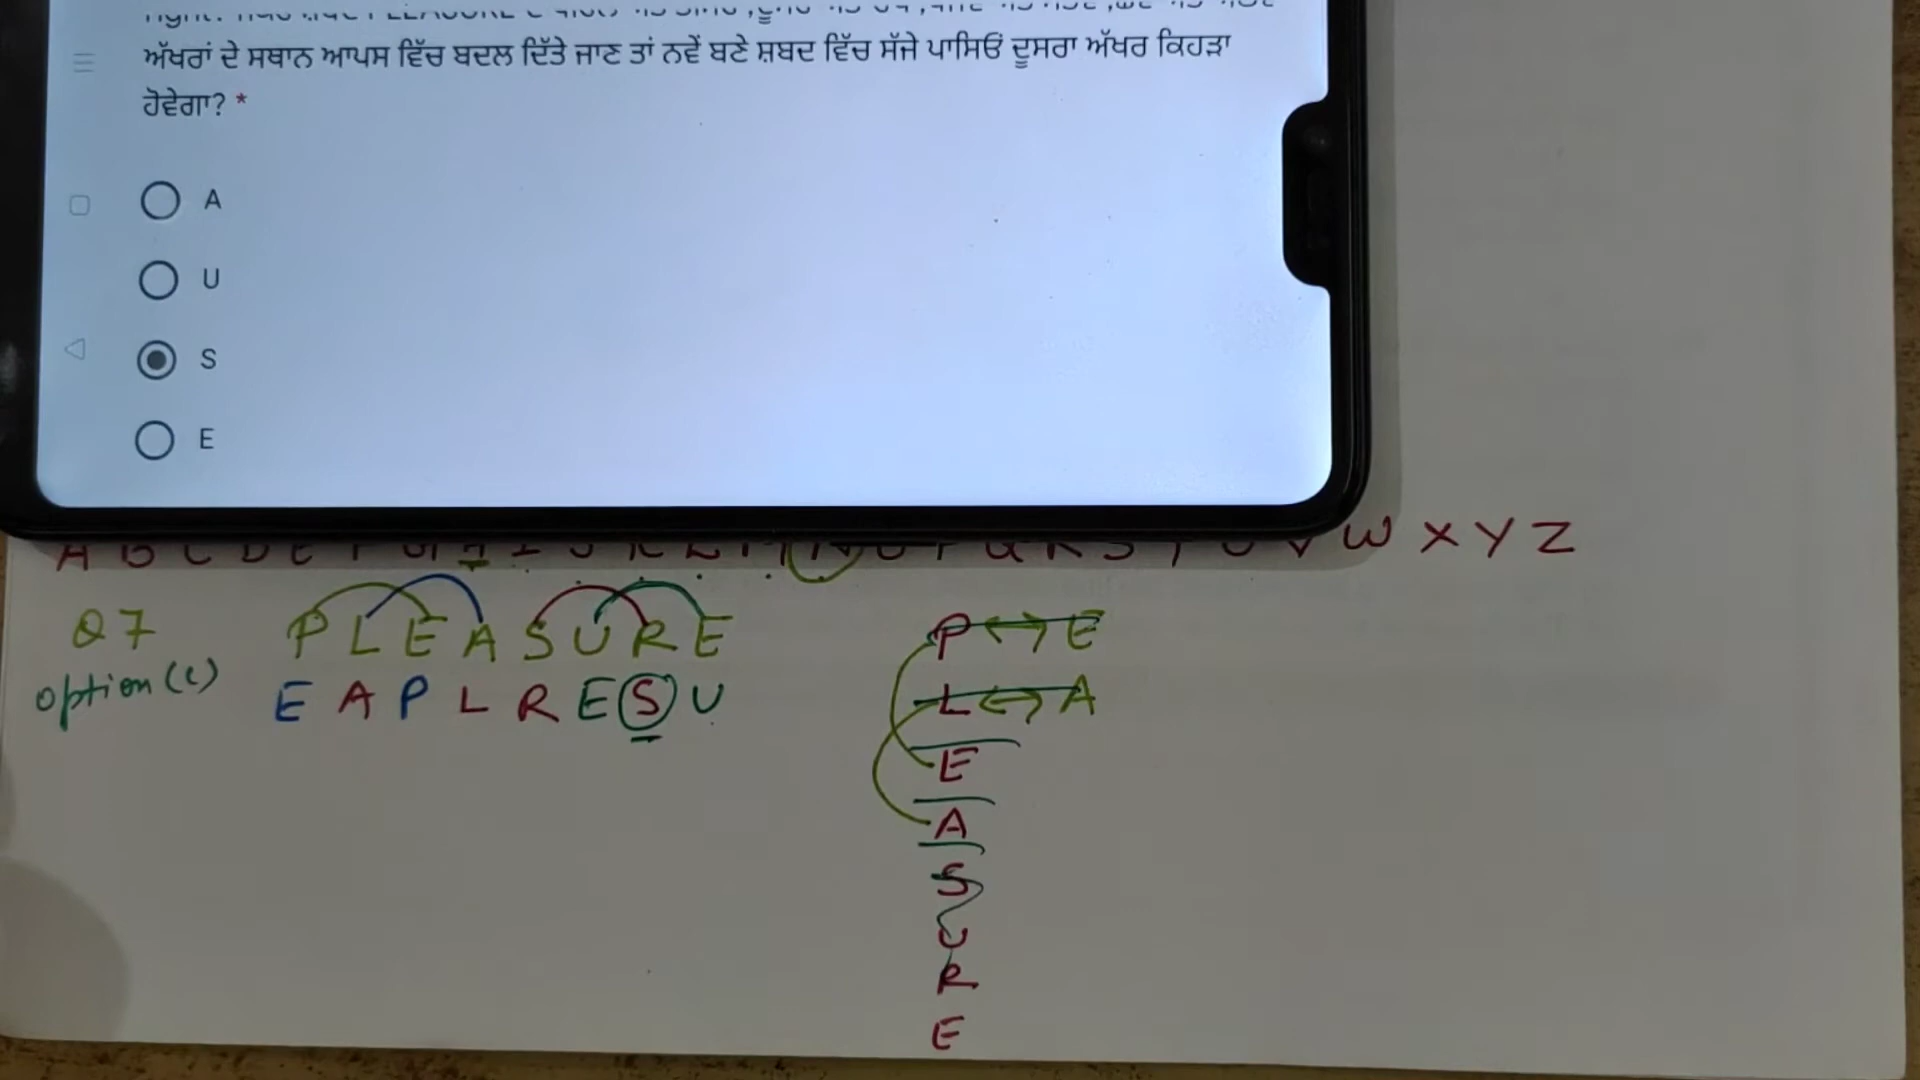 ਅੱਖਰਾਂ ਦੇ ਸਥਾਨ ਆਪਸ ਵਿੱਚ ਬਦਲ ਦਿੱਤੇ ਜਾਣ ਤਾਂ ਨਵੇਂ ਬਣੇ ਸ਼ਬਦ ਵਿੱਚ ਸੱਜੇ ਪਾਸਿਓਂ ਦੂਸਰਾ ਅੱਖਰ ਕਿਹੜਾ
ਹੋਵੇਗਾ? *
A
U
S
E
W X Y Z
Q7 PLEASURE
option (c) EAPLRESU
P ↔ E
L ↔ A
E
A
S
U
R
E